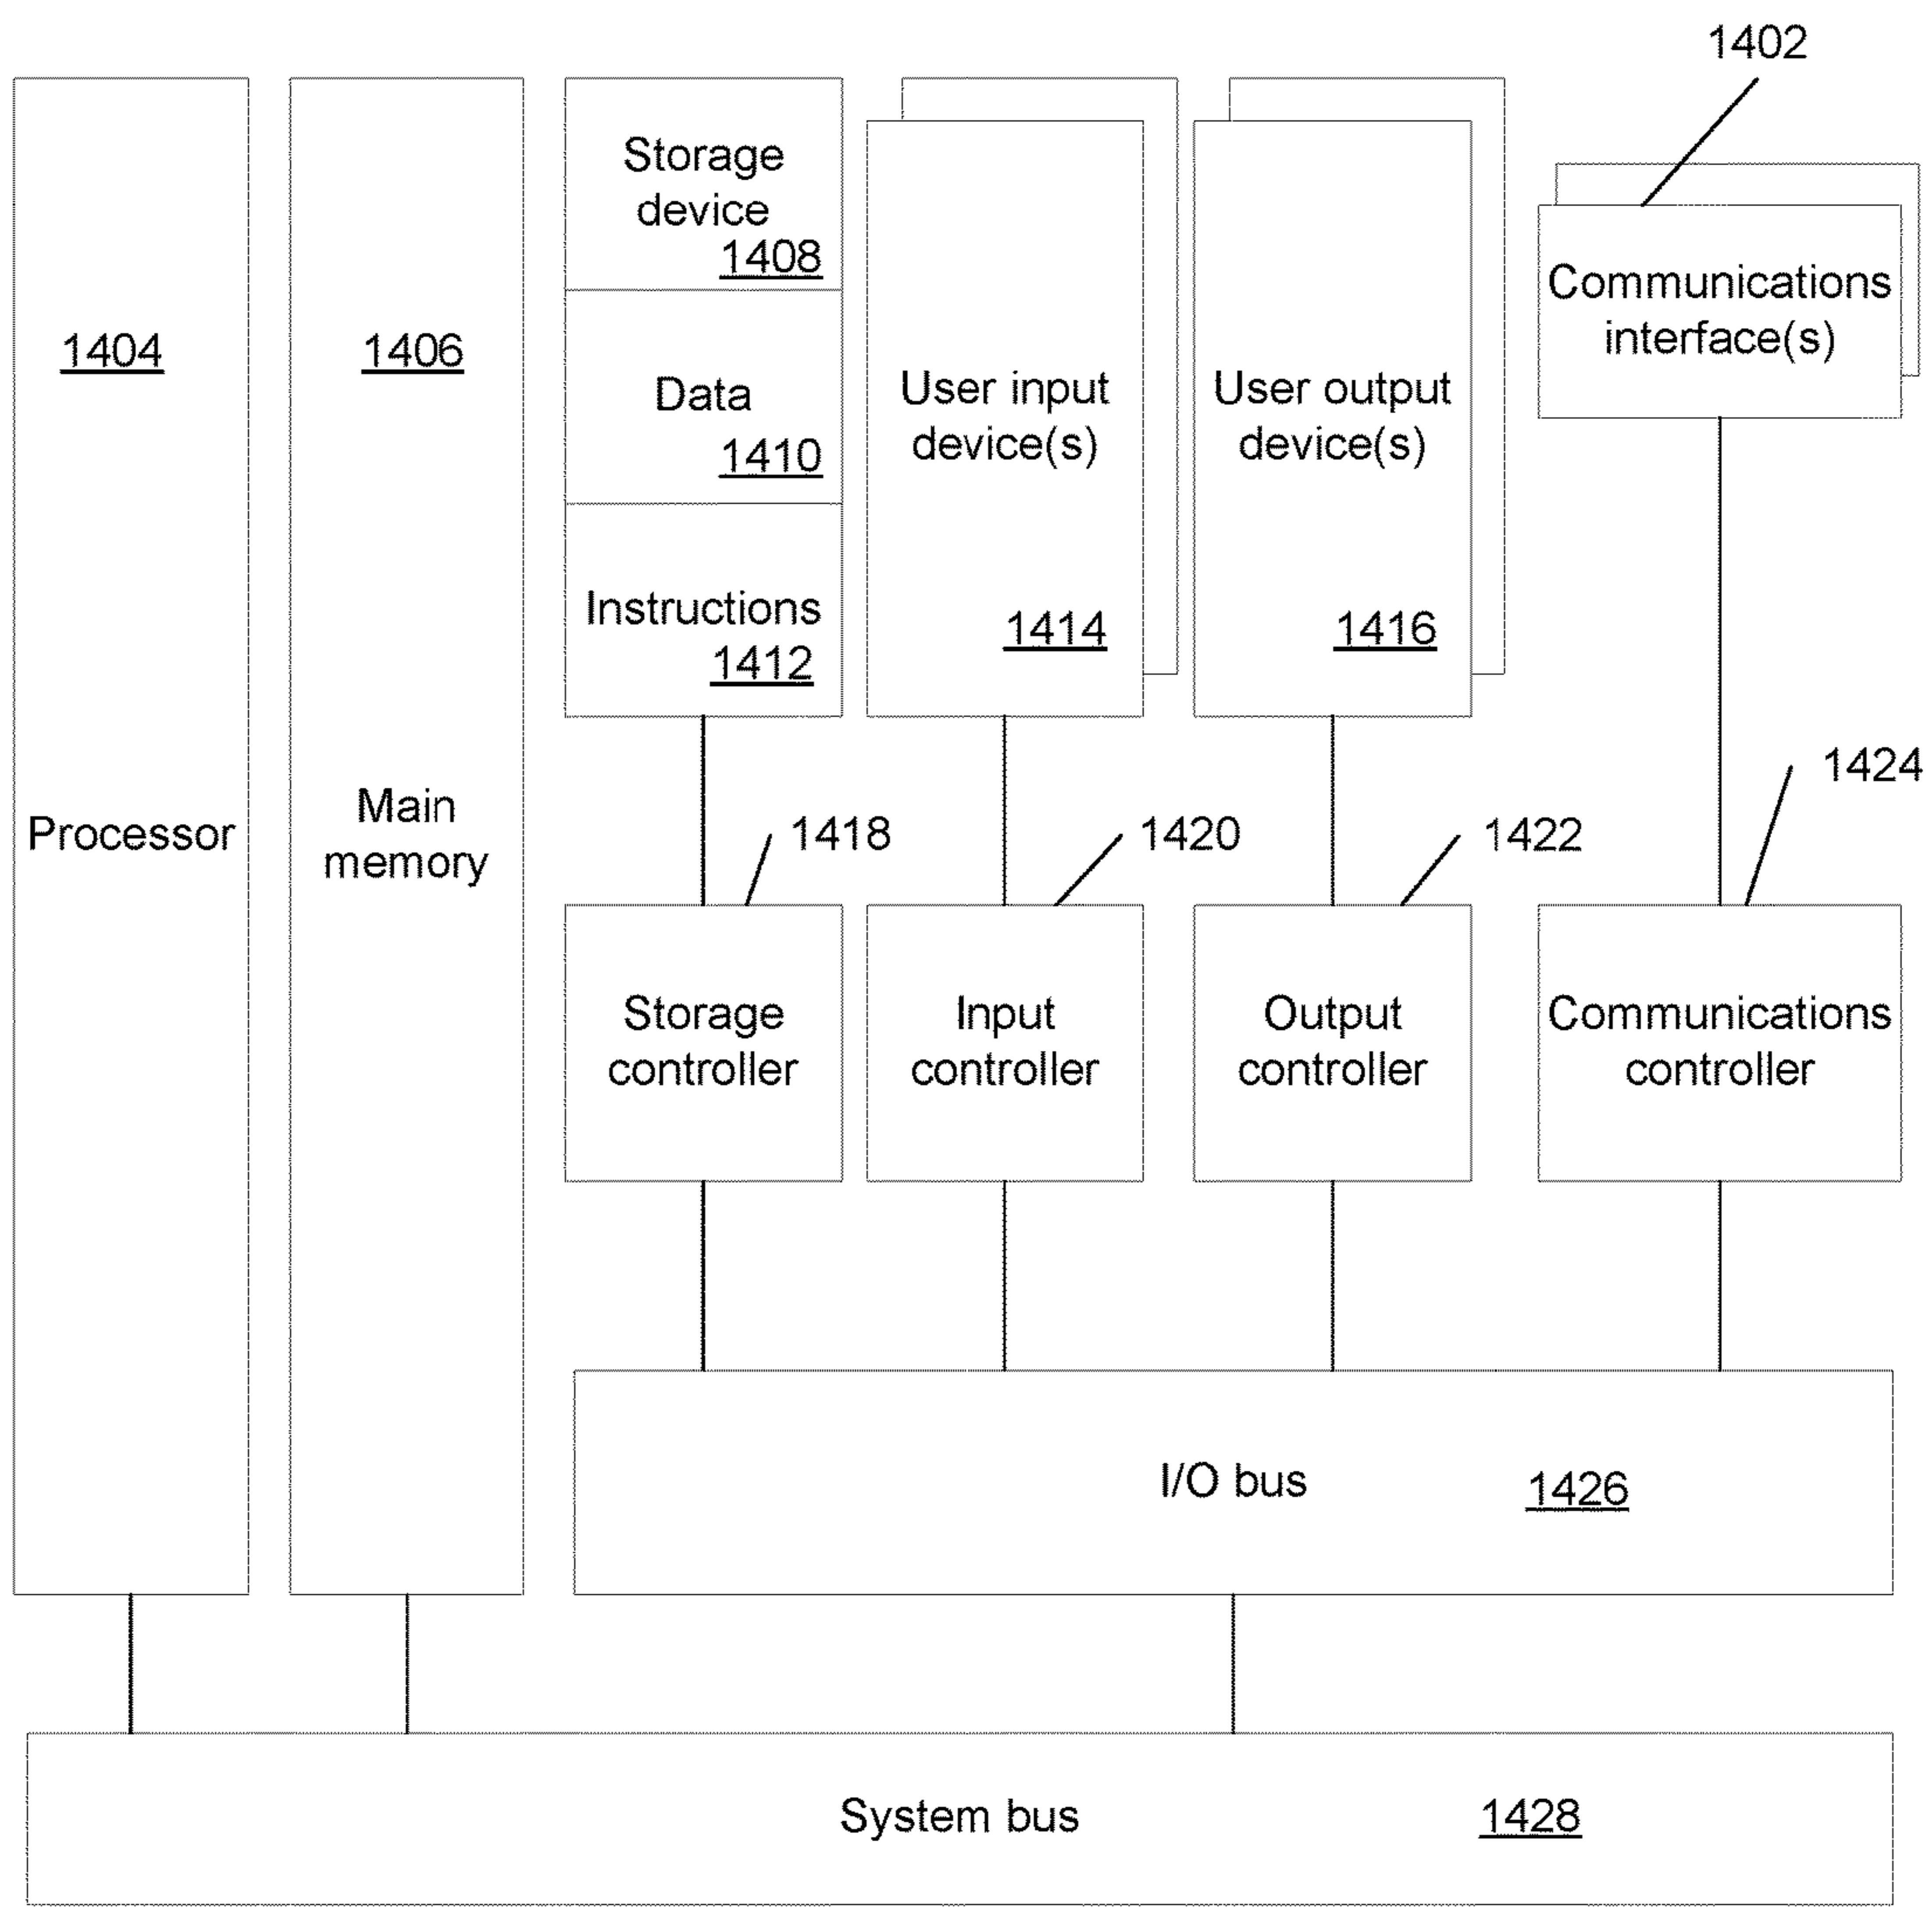 1402
Storage
device
1408
Communications
interface(s)
1404
1406
Data
1410
User input
device(s)
User output
device(s)
Instructions
1412
1414
1416
1424
Processor
Main
memory
1418
1420
1422
Storage
controller
Input
controller
Output
controller
Communications
controller
I/O bus
1426
System bus
1428